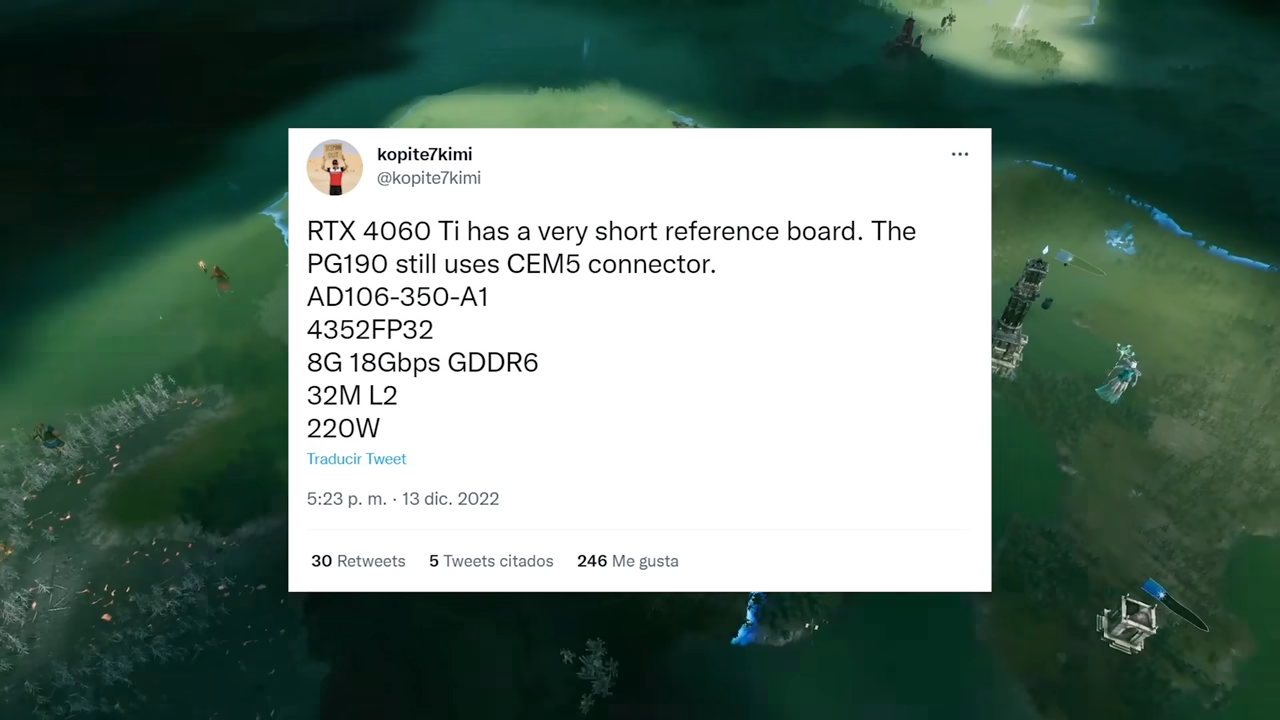 kopite7kimi
@kopite7kimi
RTX 4060 Ti has a very short reference board. The
PG190 still uses CEM5 connector.
AD106-350-A1
4352FP32
8G 18Gbps GDDR6
32M L2
220W
Traducir Tweet
5:23 p. m. · 13 dic. 2022
30 Retweets 5 Tweets citados 246 Me gusta